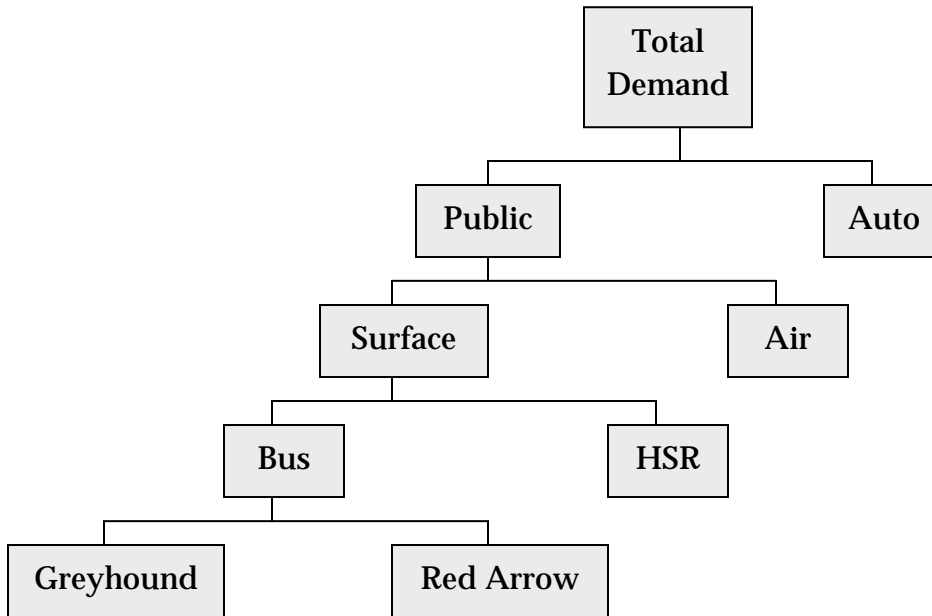 Total
Demand
Public
Auto
Surface
Air
Bus
HSR
Greyhound
Red Arrow